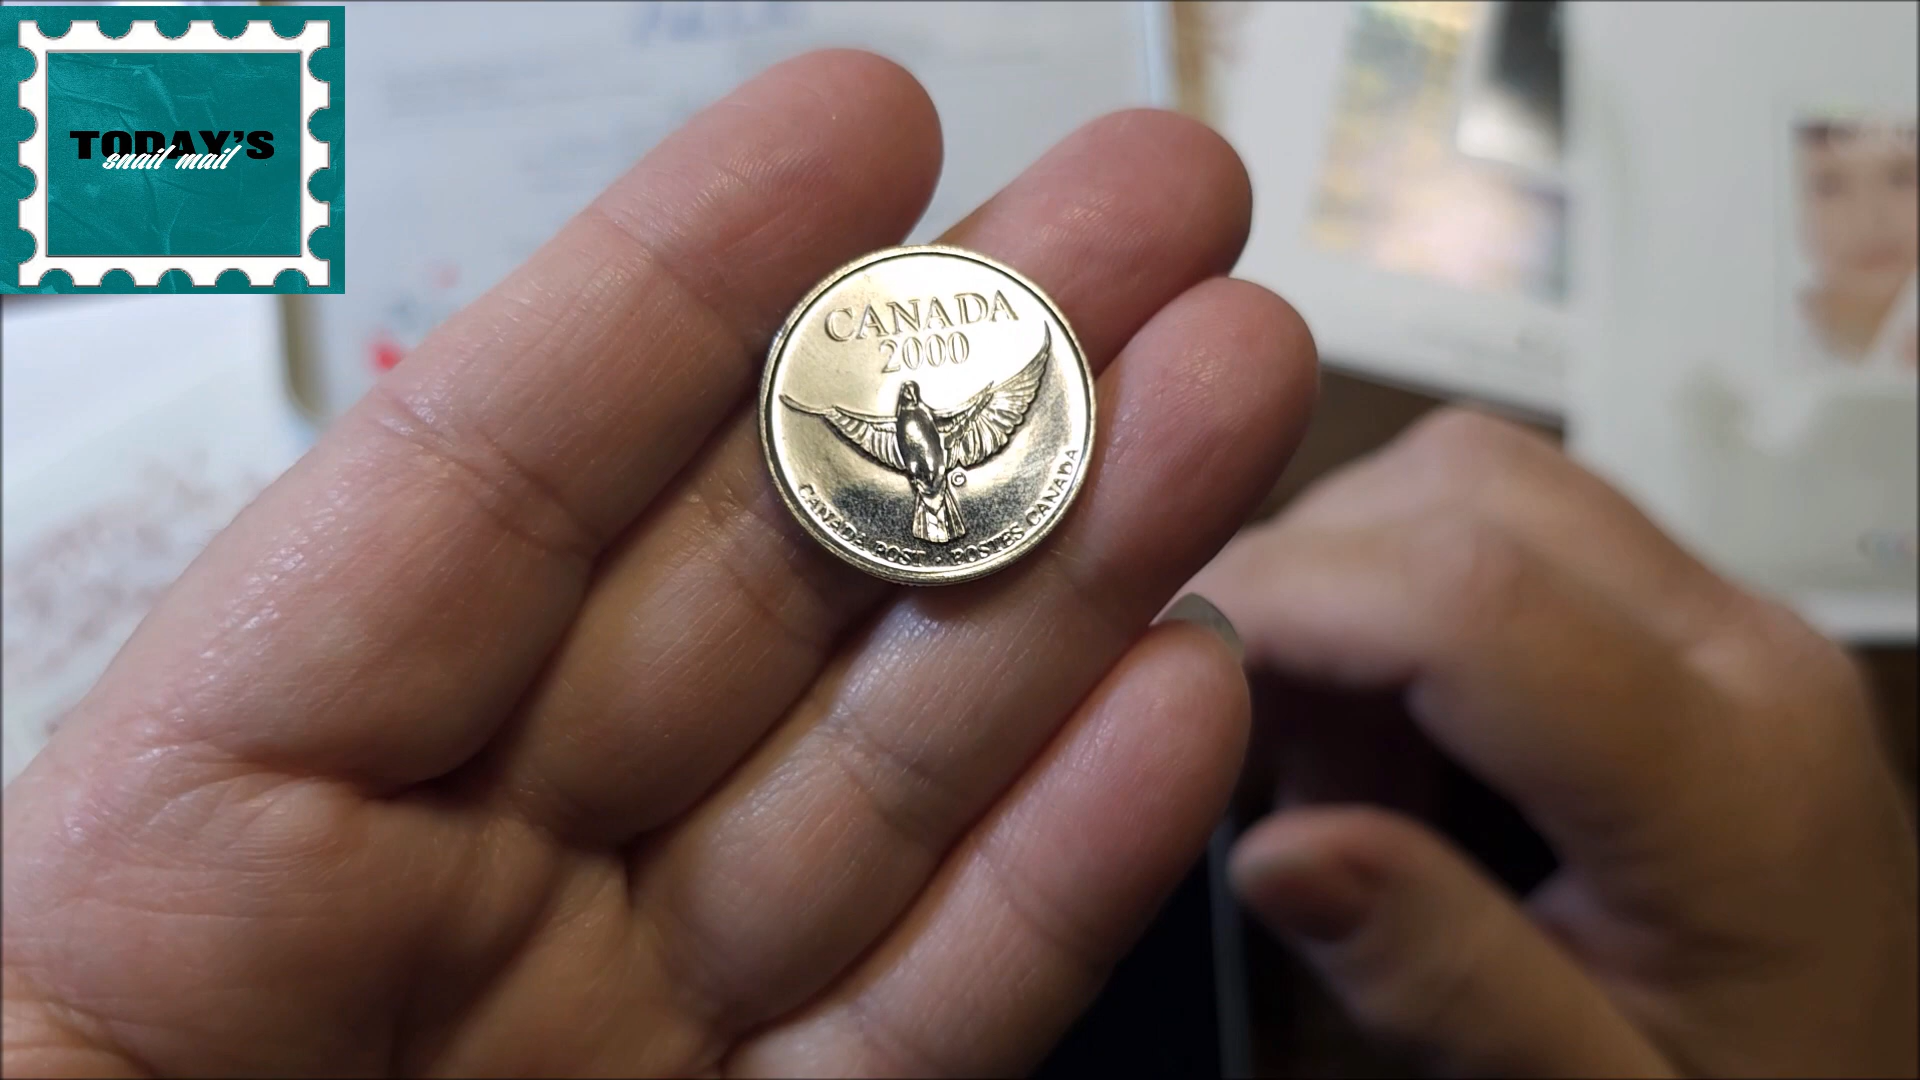 TODAY'S
snail mail
CANADA
2000
©
CANADA POST · POSTES CANADA